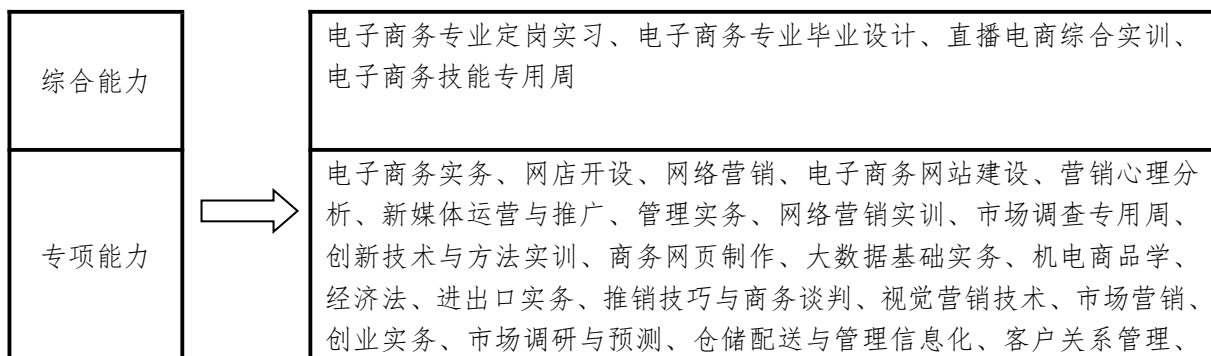 综合能力
电子商务专业定岗实习、电子商务专业毕业设计、直播电商综合实训、
电子商务技能专用周
专项能力
电子商务实务、网店开设、网络营销、电子商务网站建设、营销心理分
析、新媒体运营与推广、管理实务、网络营销实训、市场调查专用周、
创新技术与方法实训、商务网页制作、大数据基础实务、机电商品学、
经济法、进出口实务、推销技巧与商务谈判、视觉营销技术、市场营销、
创业实务、市场调研与预测、仓储配送与管理信息化、客户关系管理、